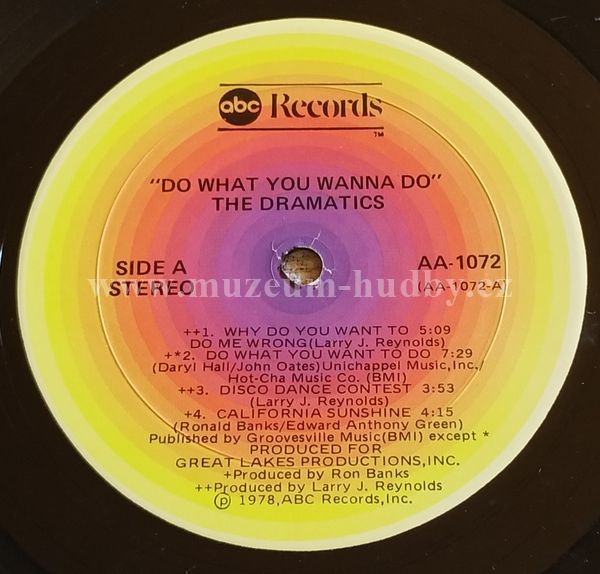 abc Records
TM
"DO WHAT YOU WANNA DO"
THE DRAMATICS
SIDE A
STEREO
AA-1072
(AA-1072-A)
www.muzeum-hudby.cz
++1. WHY DO YOU WANT TO 5:09
DO ME WRONG(Larry J. Reynolds)
+*2. DO WHAT YOU WANT TO DO 7:29
(Daryl Hall/John Oates)Unichappel Music,Inc./
Hot-Cha Music Co. (BMI)
++3. DISCO DANCE CONTEST 3:53
(Larry J. Reynolds)
+4. CALIFORNIA SUNSHINE 4:15
(Ronald Banks/Edward Anthony Green)
Published by Groovesville Music(BMI) except *
PRODUCED FOR
GREAT LAKES PRODUCTIONS,INC.
+Produced by Ron Banks
++Produced by Larry J. Reynolds
℗ 1978,ABC Records,Inc.